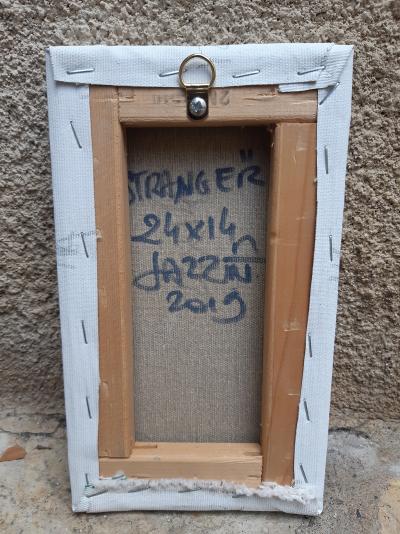 STRANGER
24x14
JAZZIN
2019